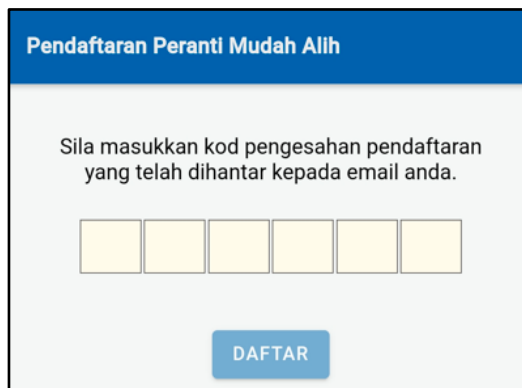 Pendaftaran Peranti Mudah Alih
Sila masukkan kod pengesahan pendaftaran
yang telah dihantar kepada email anda.
DAFTAR